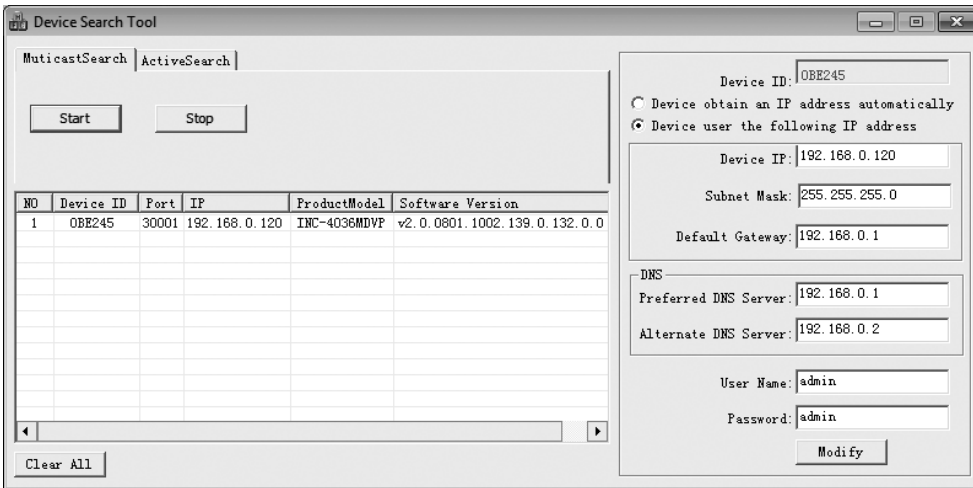 Device Search Tool
MuticastSearch ActiveSearch
Start Stop
NO Device ID Port IP ProductModel Software Version
1 0BE245 30001 192.168.0.120 INC-4036MDVP v2.0.0801.1002.139.0.132.0.0
Clear All
Device ID: 0BE245
Device obtain an IP address automatically
Device user the following IP address
Device IP: 192.168.0.120
Subnet Mask: 255.255.255.0
Default Gateway: 192.168.0.1
DNS
Preferred DNS Server: 192.168.0.1
Alternate DNS Server: 192.168.0.2
User Name: admin
Password: admin
Modify